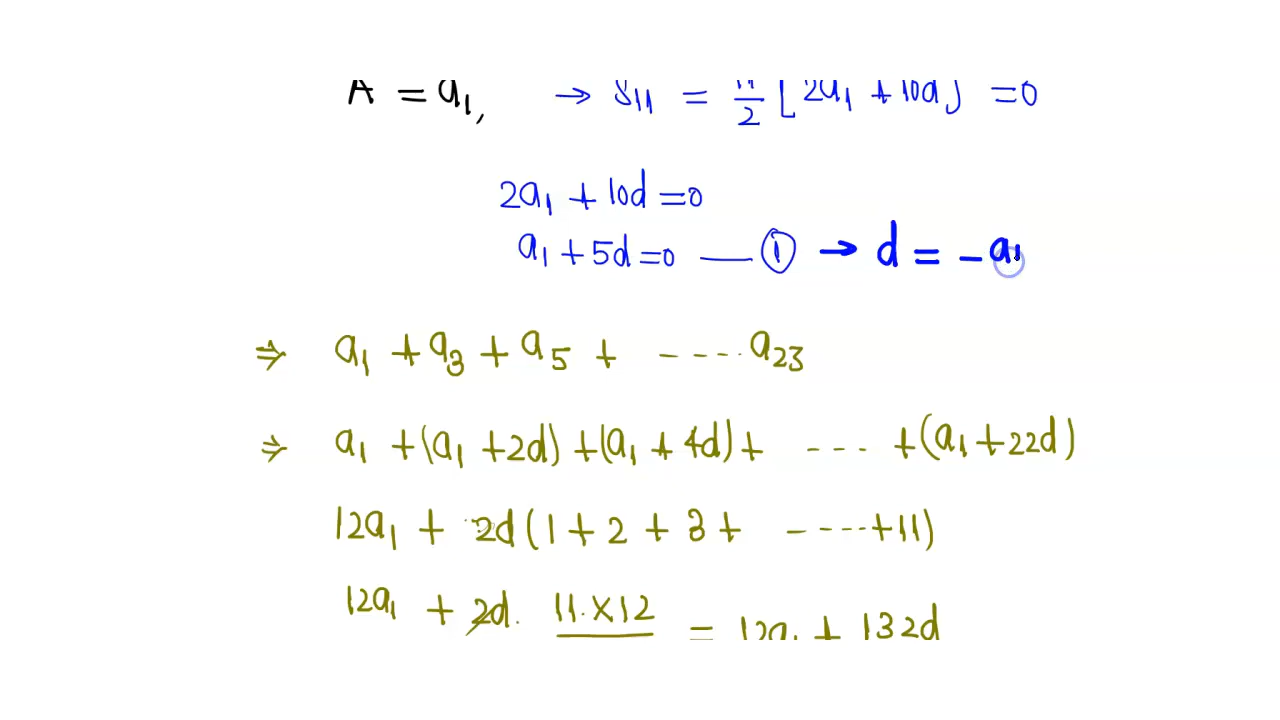 A = a₁, → S₁₁ = 11/2 [2a₁ + 10d] = 0
2a₁ + 10d = 0
a₁ + 5d = 0 — ① → d = -a₁
⇒ a₁ + a₃ + a₅ + ---- a₂₃
⇒ a₁ + (a₁ + 2d) + (a₁ + 4d) + ---- + (a₁ + 22d)
12a₁ + 2d (1 + 2 + 3 + ----- + 11)
12a₁ + 2d. 11.×12 = 12a₁ + 132d